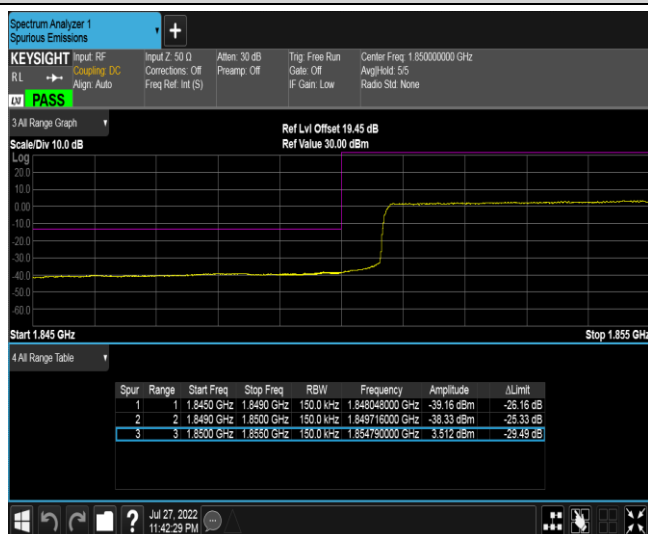 Spectrum Analyzer 1
Spurious Emissions
KEYSIGHT Input: RF Input Z: 50 Ω Atten: 30 dB Trig: Free Run Center Freq: 1.850000000 GHz
RL Coupling: DC Corrections: Off Preamp: Off Gate: Off Avg|Hold: 5/5
Align: Auto Freq Ref: Int (S) IF Gain: Low Radio Std: None
LXI PASS
3 All Range Graph
Ref Lvl Offset 19.45 dB
Scale/Div 10.0 dB Ref Value 30.00 dBm
Log
20.0
10.0
0.00
-10.0
-20.0
-30.0
-40.0
-50.0
-60.0
Start 1.845 GHz Stop 1.855 GHz
4 All Range Table
Spur Range Start Freq Stop Freq RBW Frequency Amplitude ΔLimit
1 1 1.8450 GHz 1.8490 GHz 150.0 kHz 1.848048000 GHz -39.16 dBm -26.16 dB
2 2 1.8490 GHz 1.8500 GHz 150.0 kHz 1.849716000 GHz -38.33 dBm -25.33 dB
3 3 1.8500 GHz 1.8550 GHz 150.0 kHz 1.854790000 GHz 3.512 dBm -29.49 dB
? Jul 27, 2022
11:42:29 PM